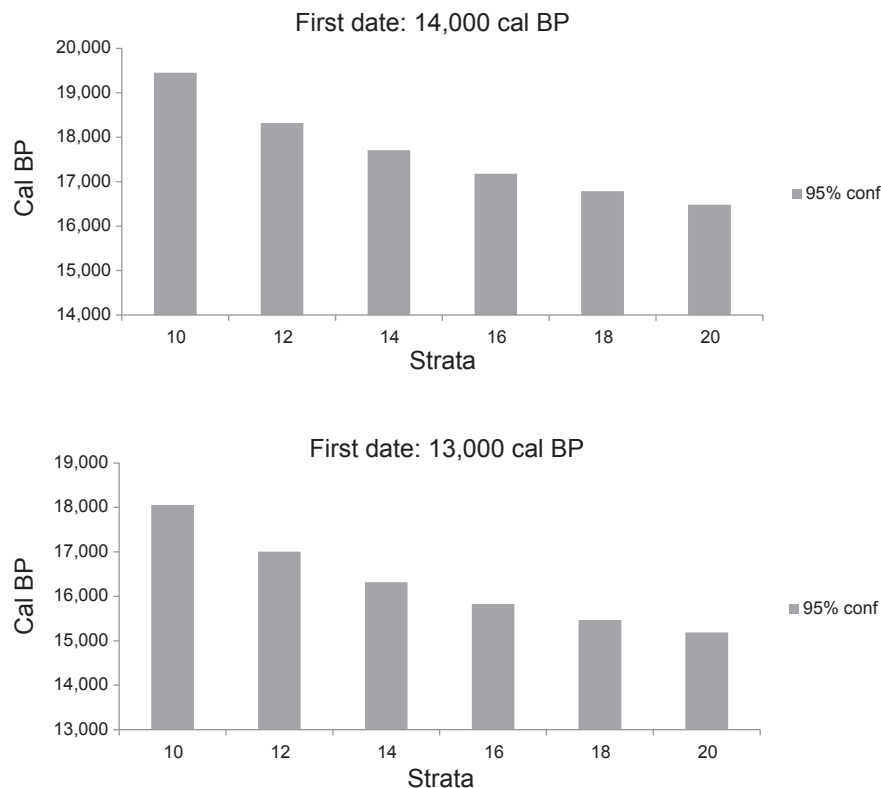 First date: 14,000 cal BP
20,000
19,000
18,000
17,000
16,000
15,000
14,000
Cal BP
95% conf
10 12 14 16 18 20
Strata
First date: 13,000 cal BP
19,000
18,000
17,000
16,000
15,000
14,000
13,000
Cal BP
95% conf
10 12 14 16 18 20
Strata